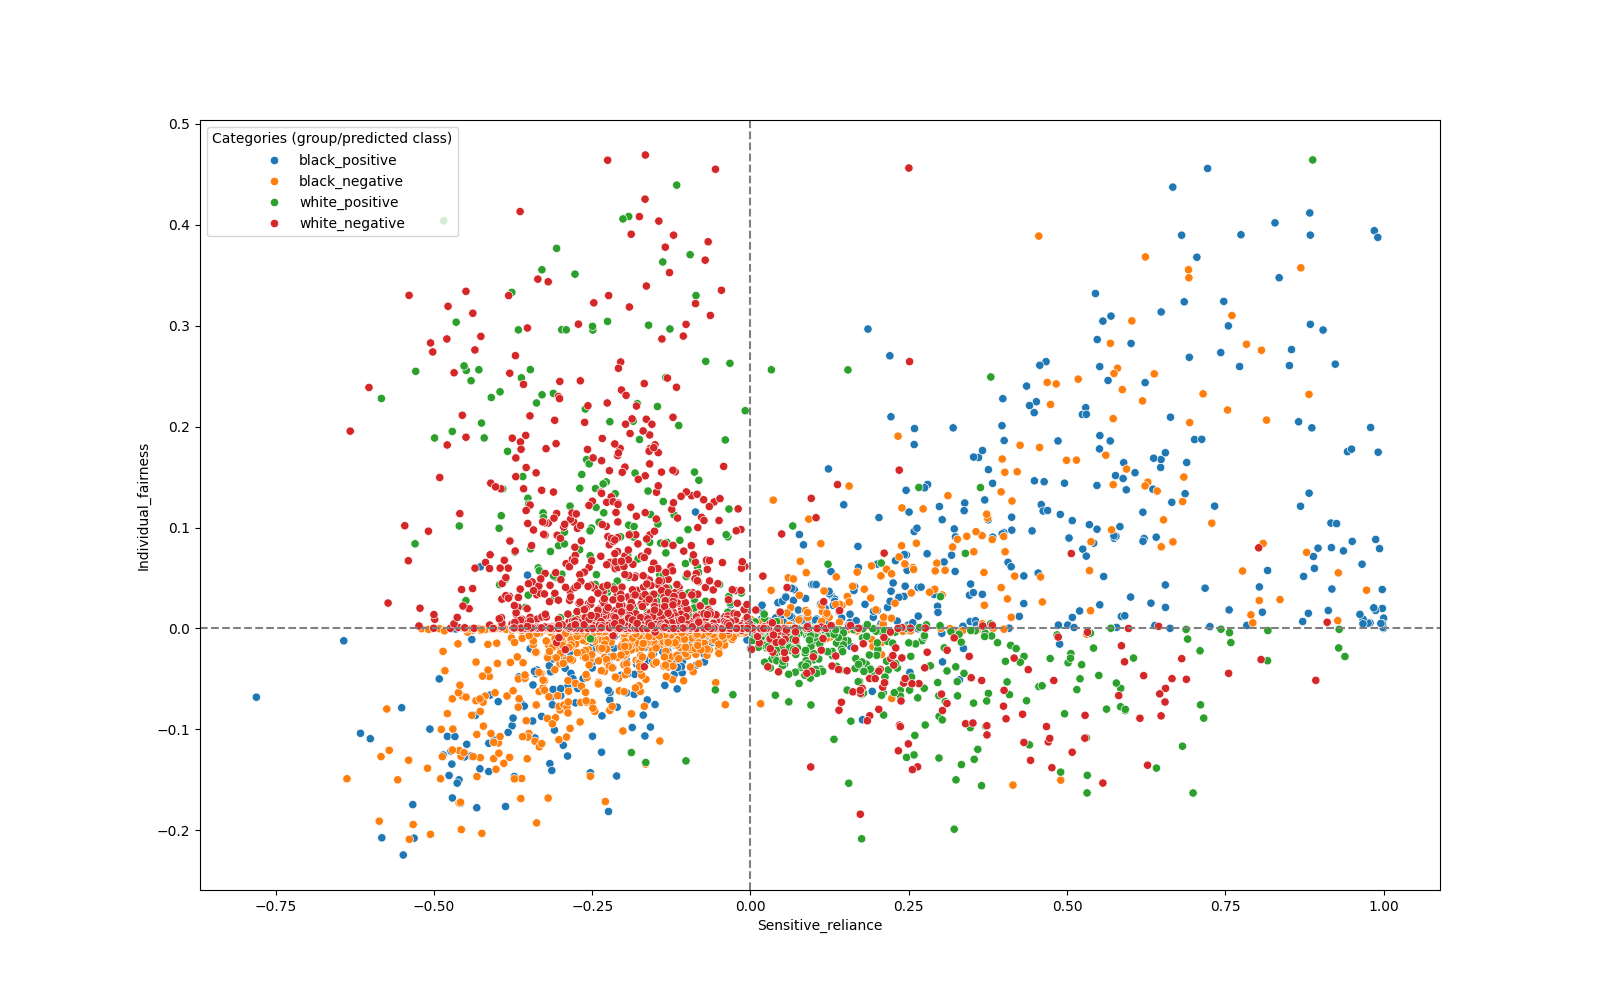 Categories (group/predicted class)
black_positive
black_negative
white_positive
white_negative
0.5
0.4
0.3
0.2
0.1
0.0
−0.1
−0.2
Individual_fairness
−0.75
−0.50
−0.25
0.00
0.25
0.50
0.75
1.00
Sensitive_reliance